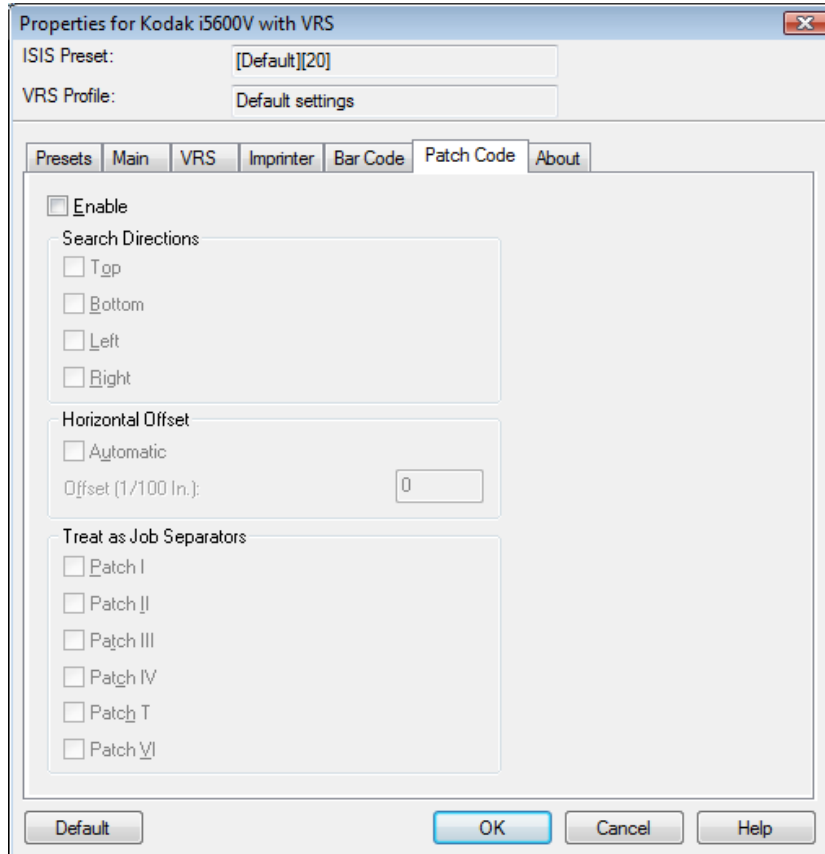 Properties for Kodak i5600V with VRS
ISIS Preset: [Default][20]
VRS Profile: Default settings
Presets Main VRS Imprinter Bar Code Patch Code About
Enable
Search Directions
Top
Bottom
Left
Right
Horizontal Offset
Automatic
Offset (1/100 In.): 0
Treat as Job Separators
Patch I
Patch II
Patch III
Patch IV
Patch T
Patch VI
Default OK Cancel Help